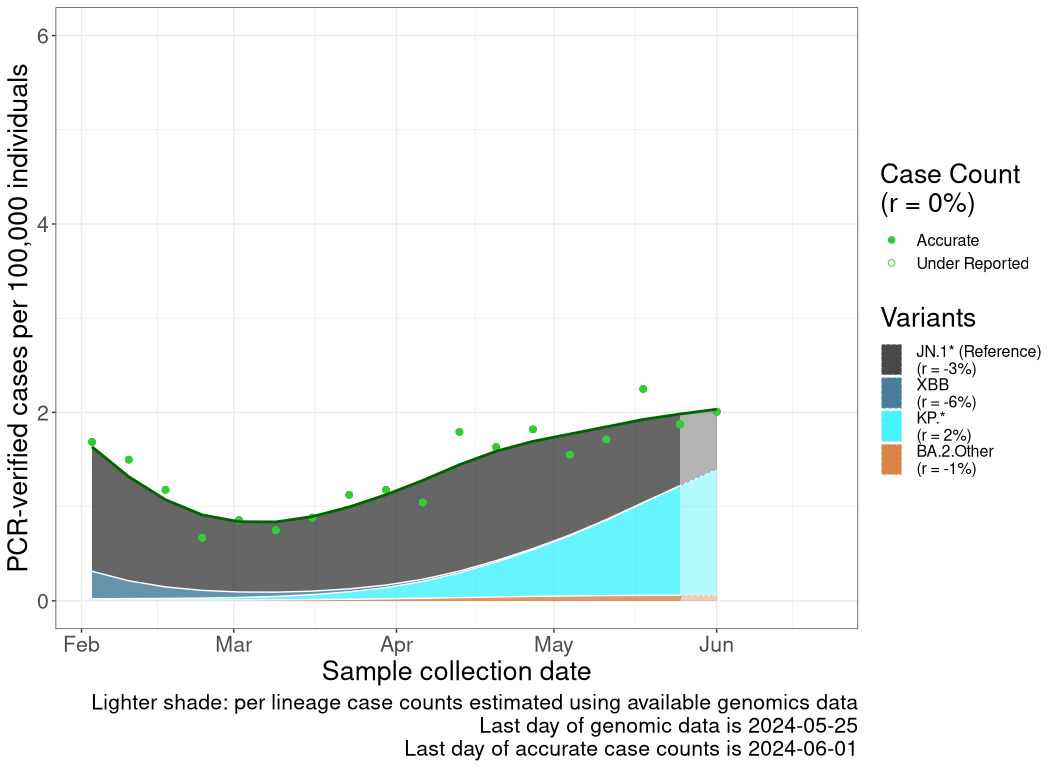 PCR-verified cases per 100,000 individuals
6
4
2
0
Feb
Mar
Apr
May
Jun
Sample collection date
Lighter shade: per lineage case counts estimated using available genomics data
Last day of genomic data is 2024-05-25
Last day of accurate case counts is 2024-06-01
Case Count
(r = 0%)
Accurate
Under Reported
Variants
JN.1* (Reference)
(r = -3%)
XBB
(r = -6%)
KP.*
(r = 2%)
BA.2.Other
(r = -1%)